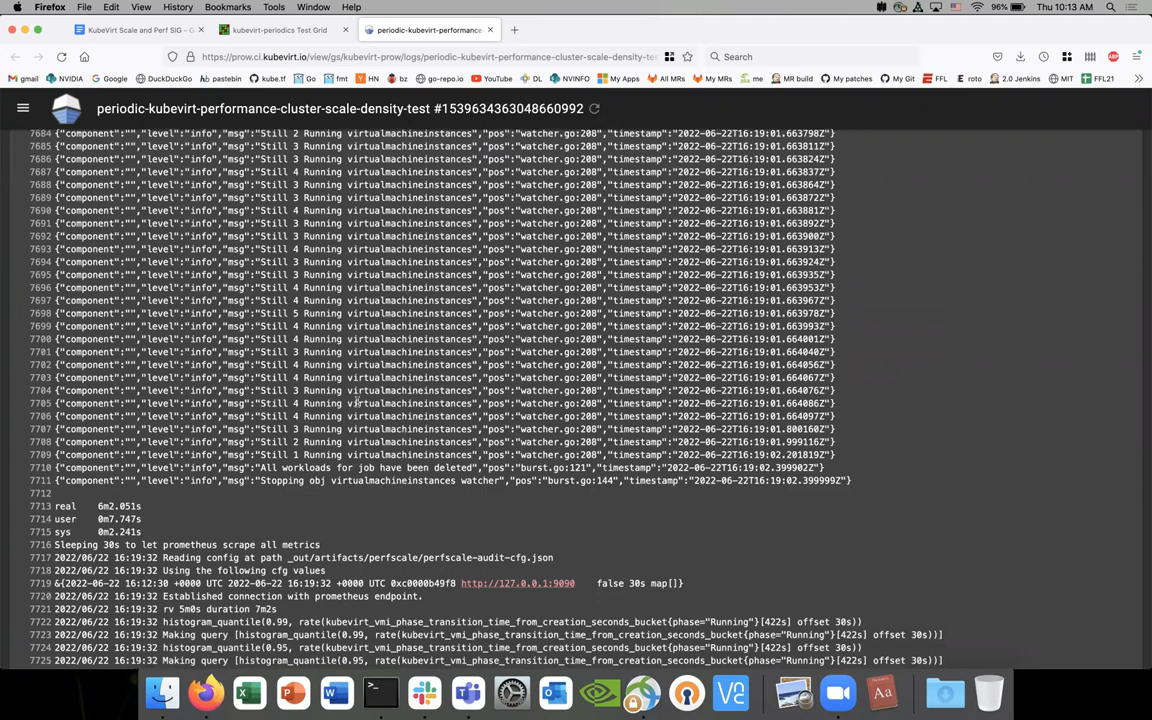 Firefox File Edit View History Bookmarks Tools Window Help 96% Thu 10:13 AM
KubeVirt Scale and Perf SIG – G
kubevirt-periodics Test Grid
periodic-kubevirt-performance
https://prow.ci.kubevirt.io/view/gs/kubevirt-prow/logs/periodic-kubevirt-performance-cluster-scale-density-te
Search
gmail NVIDIA Google DuckDuckGo pastebin kube.tf Go fmt HN bz go-repo.io YouTube DL NVINFO My Apps All MRs My MRs me MR build My patches FFL roto 2.0 Jenkins MIT FFL21
periodic-kubevirt-performance-cluster-scale-density-test #1539634363048660992
7684 {"component":"","level":"info","msg":"Still 2 Running virtualmachineinstances","pos":"watcher.go:208","timestamp":"2022-06-22T16:19:01.663798Z"}
7685 {"component":"","level":"info","msg":"Still 3 Running virtualmachineinstances","pos":"watcher.go:208","timestamp":"2022-06-22T16:19:01.663811Z"}
7686 {"component":"","level":"info","msg":"Still 3 Running virtualmachineinstances","pos":"watcher.go:208","timestamp":"2022-06-22T16:19:01.663824Z"}
7687 {"component":"","level":"info","msg":"Still 4 Running virtualmachineinstances","pos":"watcher.go:208","timestamp":"2022-06-22T16:19:01.663837Z"}
7688 {"component":"","level":"info","msg":"Still 3 Running virtualmachineinstances","pos":"watcher.go:208","timestamp":"2022-06-22T16:19:01.663864Z"}
7689 {"component":"","level":"info","msg":"Still 3 Running virtualmachineinstances","pos":"watcher.go:208","timestamp":"2022-06-22T16:19:01.663872Z"}
7690 {"component":"","level":"info","msg":"Still 4 Running virtualmachineinstances","pos":"watcher.go:208","timestamp":"2022-06-22T16:19:01.663881Z"}
7691 {"component":"","level":"info","msg":"Still 3 Running virtualmachineinstances","pos":"watcher.go:208","timestamp":"2022-06-22T16:19:01.663892Z"}
7692 {"component":"","level":"info","msg":"Still 3 Running virtualmachineinstances","pos":"watcher.go:208","timestamp":"2022-06-22T16:19:01.663900Z"}
7693 {"component":"","level":"info","msg":"Still 4 Running virtualmachineinstances","pos":"watcher.go:208","timestamp":"2022-06-22T16:19:01.663913Z"}
7694 {"component":"","level":"info","msg":"Still 3 Running virtualmachineinstances","pos":"watcher.go:208","timestamp":"2022-06-22T16:19:01.663924Z"}
7695 {"component":"","level":"info","msg":"Still 3 Running virtualmachineinstances","pos":"watcher.go:208","timestamp":"2022-06-22T16:19:01.663935Z"}
7696 {"component":"","level":"info","msg":"Still 4 Running virtualmachineinstances","pos":"watcher.go:208","timestamp":"2022-06-22T16:19:01.663953Z"}
7697 {"component":"","level":"info","msg":"Still 4 Running virtualmachineinstances","pos":"watcher.go:208","timestamp":"2022-06-22T16:19:01.663967Z"}
7698 {"component":"","level":"info","msg":"Still 5 Running virtualmachineinstances","pos":"watcher.go:208","timestamp":"2022-06-22T16:19:01.663978Z"}
7699 {"component":"","level":"info","msg":"Still 4 Running virtualmachineinstances","pos":"watcher.go:208","timestamp":"2022-06-22T16:19:01.663993Z"}
7700 {"component":"","level":"info","msg":"Still 4 Running virtualmachineinstances","pos":"watcher.go:208","timestamp":"2022-06-22T16:19:01.664001Z"}
7701 {"component":"","level":"info","msg":"Still 3 Running virtualmachineinstances","pos":"watcher.go:208","timestamp":"2022-06-22T16:19:01.664040Z"}
7702 {"component":"","level":"info","msg":"Still 4 Running virtualmachineinstances","pos":"watcher.go:208","timestamp":"2022-06-22T16:19:01.664056Z"}
7703 {"component":"","level":"info","msg":"Still 4 Running virtualmachineinstances","pos":"watcher.go:208","timestamp":"2022-06-22T16:19:01.664067Z"}
7704 {"component":"","level":"info","msg":"Still 3 Running virtualmachineinstances","pos":"watcher.go:208","timestamp":"2022-06-22T16:19:01.664076Z"}
7705 {"component":"","level":"info","msg":"Still 4 Running virtualmachineinstances","pos":"watcher.go:208","timestamp":"2022-06-22T16:19:01.664086Z"}
7706 {"component":"","level":"info","msg":"Still 4 Running virtualmachineinstances","pos":"watcher.go:208","timestamp":"2022-06-22T16:19:01.664097Z"}
7707 {"component":"","level":"info","msg":"Still 3 Running virtualmachineinstances","pos":"watcher.go:208","timestamp":"2022-06-22T16:19:01.800160Z"}
7708 {"component":"","level":"info","msg":"Still 2 Running virtualmachineinstances","pos":"watcher.go:208","timestamp":"2022-06-22T16:19:01.999116Z"}
7709 {"component":"","level":"info","msg":"Still 1 Running virtualmachineinstances","pos":"watcher.go:208","timestamp":"2022-06-22T16:19:02.201819Z"}
7710 {"component":"","level":"info","msg":"All workloads for job have been deleted","pos":"burst.go:121","timestamp":"2022-06-22T16:19:02.399902Z"}
7711 {"component":"","level":"info","msg":"Stopping obj virtualmachineinstances watcher","pos":"burst.go:144","timestamp":"2022-06-22T16:19:02.399999Z"}
7712
7713 real 6m2.051s
7714 user 0m7.747s
7715 sys 0m2.241s
7716 Sleeping 30s to let prometheus scrape all metrics
7717 2022/06/22 16:19:32 Reading config at path _out/artifacts/perfscale/perfscale-audit-cfg.json
7718 2022/06/22 16:19:32 Using the following cfg values
7719 &{2022-06-22 16:12:30 +0000 UTC 2022-06-22 16:19:32 +0000 UTC 0xc0000b49f8 http://127.0.0.1:9090 false 30s map[]}
7720 2022/06/22 16:19:32 Established connection with prometheus endpoint.
7721 2022/06/22 16:19:32 rv 5m0s duration 7m2s
7722 2022/06/22 16:19:32 histogram_quantile(0.99, rate(kubevirt_vmi_phase_transition_time_from_creation_seconds_bucket{phase="Running"}[422s] offset 30s))
7723 2022/06/22 16:19:32 Making query [histogram_quantile(0.99, rate(kubevirt_vmi_phase_transition_time_from_creation_seconds_bucket{phase="Running"}[422s] offset 30s))]
7724 2022/06/22 16:19:32 histogram_quantile(0.95, rate(kubevirt_vmi_phase_transition_time_from_creation_seconds_bucket{phase="Running"}[422s] offset 30s))
7725 2022/06/22 16:19:32 Making query [histogram_quantile(0.95, rate(kubevirt_vmi_phase_transition_time_from_creation_seconds_bucket{phase="Running"}[422s] offset 30s))]